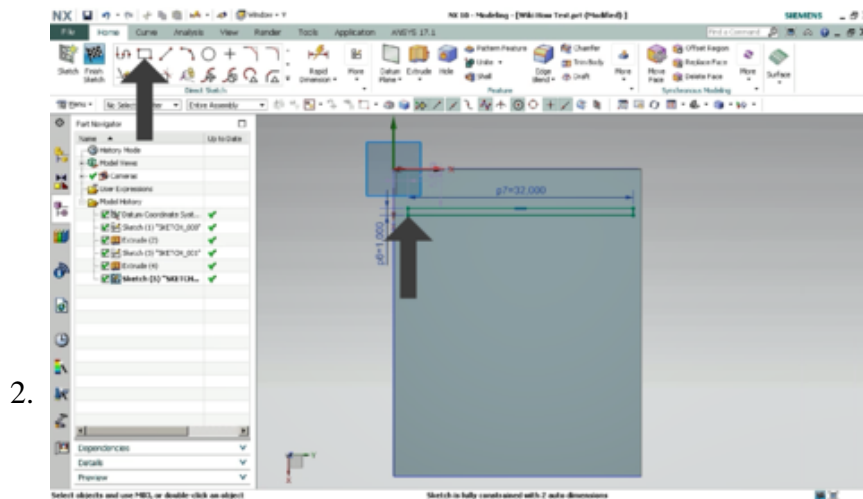 NX
Window
NX 10 - Modeling - [WikiHow Test.prt (Modified) ]
SIEMENS
File Home Curve Analysis View Render Tools Application ANSYS 17.1
Find a Command
Sketch Finish Sketch
Rapid Dimension
More
Datum Plane Extrude Hole
Pattern Feature
Unite
Shell
Edge Blend
Chamfer
Trim Body
Draft
More
Move Face
Offset Region
Replace Face
Delete Face
More
Surface
Direct Sketch
Feature
Synchronous Modeling
Menu
Entire Assembly
Part Navigator
Name
Up to Date
History Mode
Model Views
Cameras
User Expressions
Model History
Datum Coordinate Syst...
Sketch (1) "SKETCH_000"
Extrude (2)
Sketch (3) "SKETCH_001"
Extrude (4)
Sketch (5) "SKETCH_...
p7=32,000
p6=1,000
2.
Dependencies
Details
Preview
Select objects and use MB3, or double-click an object
Sketch is fully constrained with 2 auto dimensions